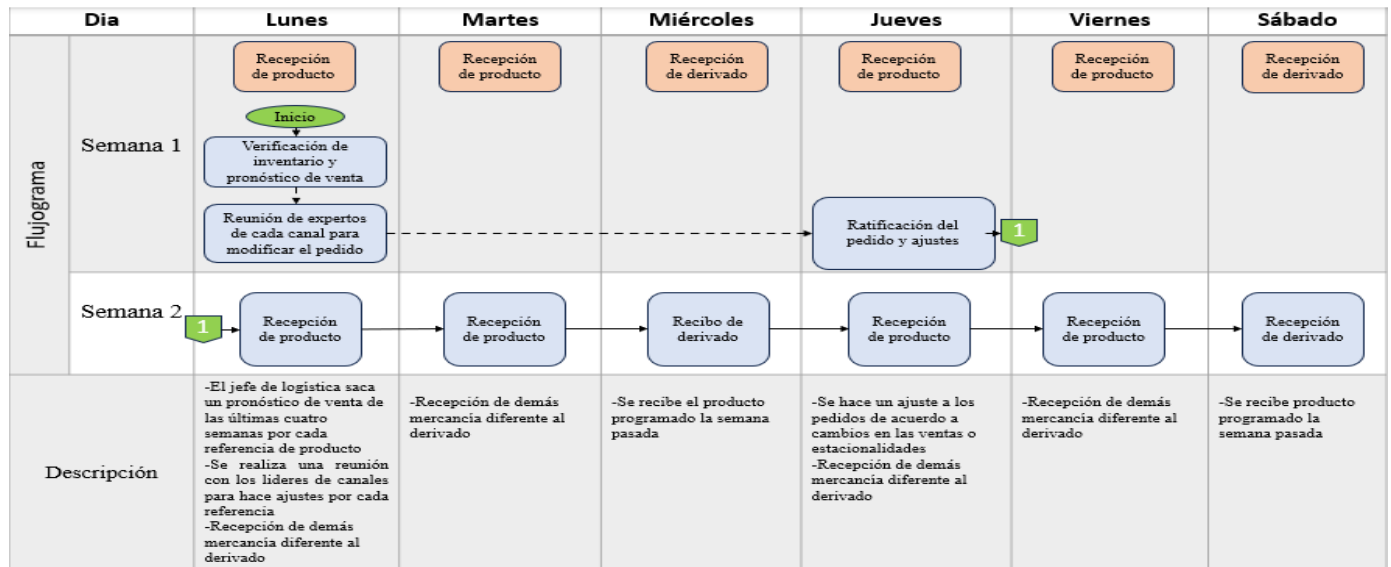 Dia
Lunes
Martes
Miércoles
Jueves
Viernes
Sábado
Flujograma
Semana 1
Recepción
de producto
Recepción
de producto
Recepción
de derivado
Recepción
de producto
Recepción
de producto
Recepción
de derivado
Inicio
Verificación de
inventario y
pronóstico de venta
Reunión de expertos
de cada canal para
modificar el pedido
Ratificación del
pedido y ajustes
1
Semana 2
1
Recepción
de producto
Recepción
de producto
Recibo de
derivado
Recepción
de producto
Recepción
de producto
Recepción
de derivado
Descripción
-El jefe de logística saca
un pronóstico de venta de
las últimas cuatro
semanas por cada
referencia de producto
-Se realiza una reunión
con los lideres de canales
para hace ajustes por cada
referencia
-Recepción de demás
mercancía diferente al
derivado
-Recepción de demás
mercancía diferente al
derivado
-Se recibe el producto
programado la semana
pasada
-Se hace un ajuste a los
pedidos de acuerdo a
cambios en las ventas o
estacionalidades
-Recepción de demás
mercancía diferente al
derivado
-Recepción de demás
mercancía diferente al
derivado
-Se recibe producto
programado la
semana pasada